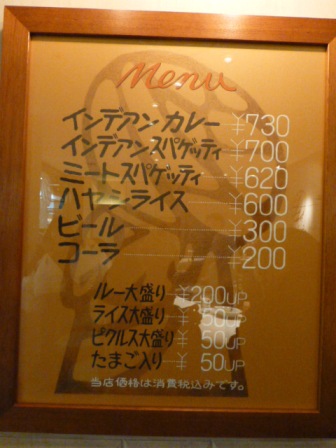 Menu
インデアンカレー ¥730
インデアンスパゲッティ ¥700
ミートスパゲッティ ¥620
ハヤシライス ¥600
ビール ¥300
コーラ ¥200
ルー大盛り ¥200UP
ライス大盛り ¥50UP
ピクルス大盛り ¥50UP
たまご入り ¥50UP
当店価格は消費税込みです。